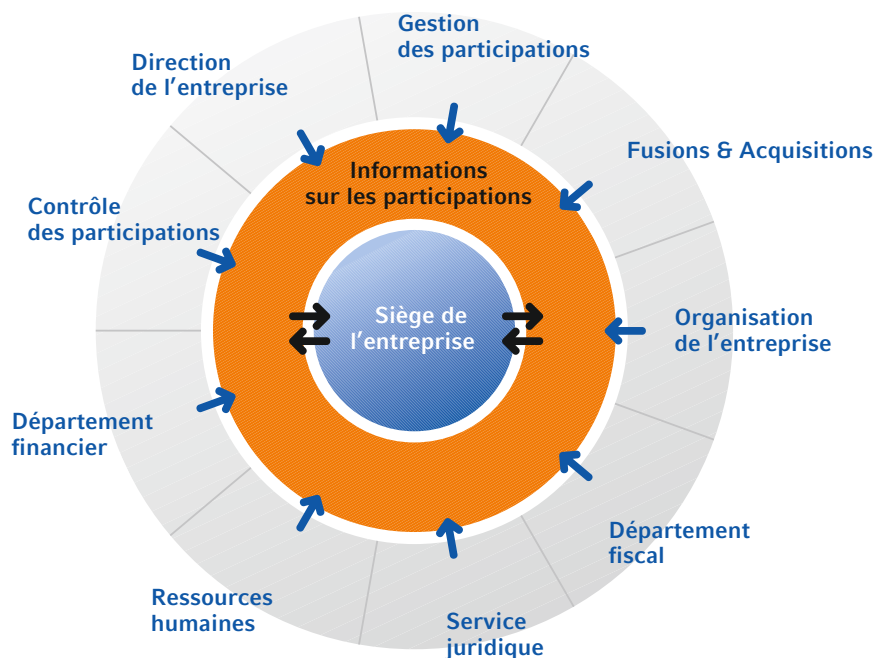 Gestion
des participations
Direction
de l'entreprise
Fusions & Acquisitions
Informations
sur les participations
Contrôle
des participations
Siège de
l'entreprise
Organisation
de l'entreprise
Département
financier
Département
fiscal
Ressources
humaines
Service
juridique